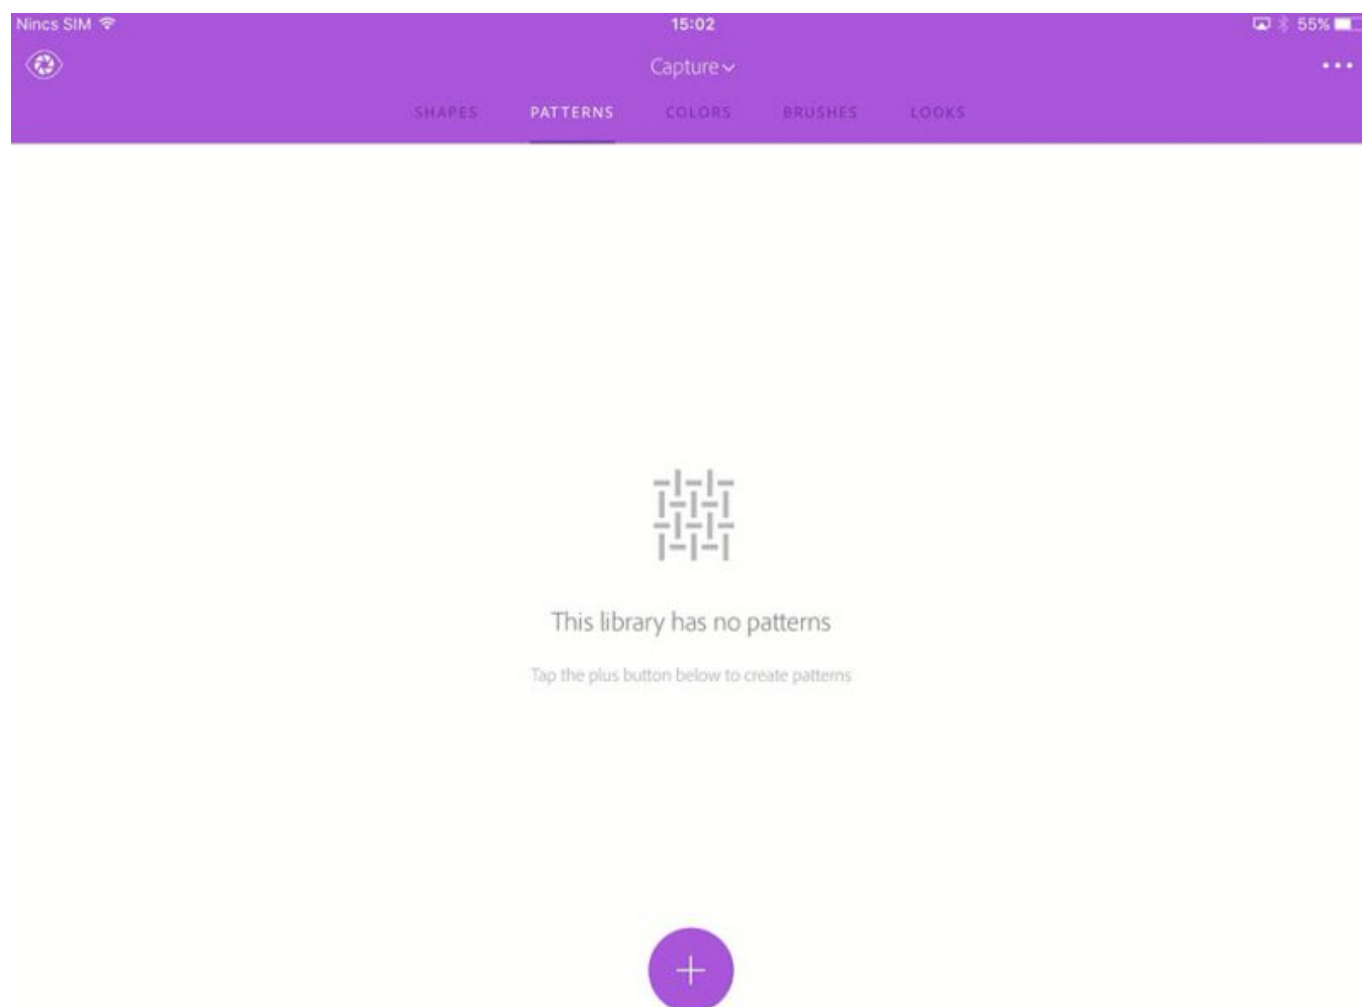 Nincs SIM 15:02 55%
Capture
SHAPES PATTERNS COLORS BRUSHES LOOKS
This library has no patterns
Tap the plus button below to create patterns